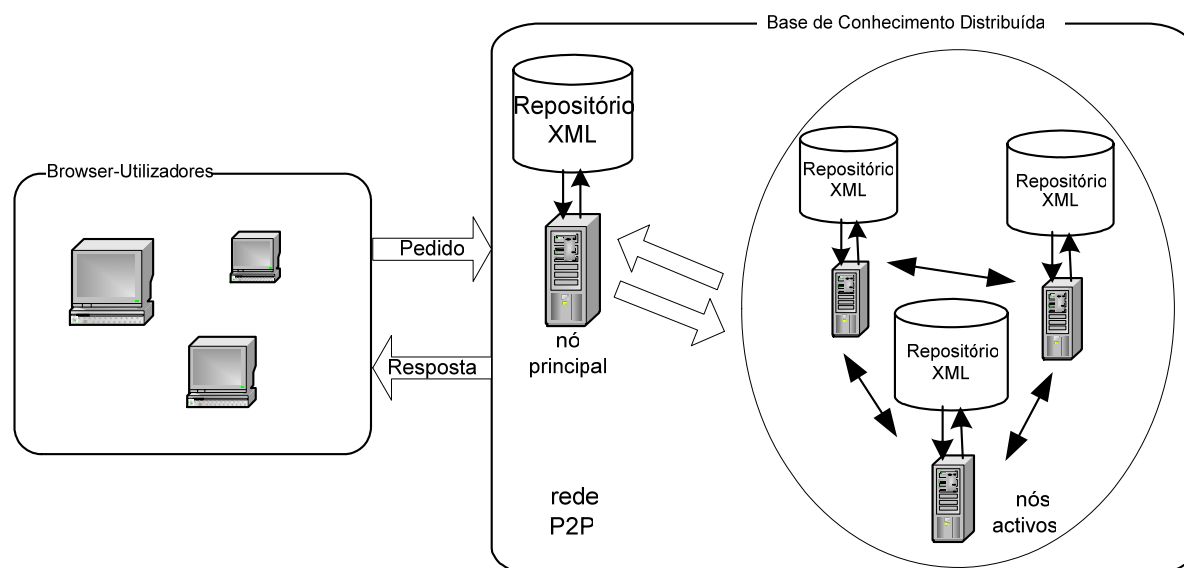 Base de Conhecimento Distribuída
Repositório
XML
Browser-Utilizadores
Repositório
XML
Repositório
XML
Pedido
nó
principal
Resposta
Repositório
XML
rede
P2P
nós
activos